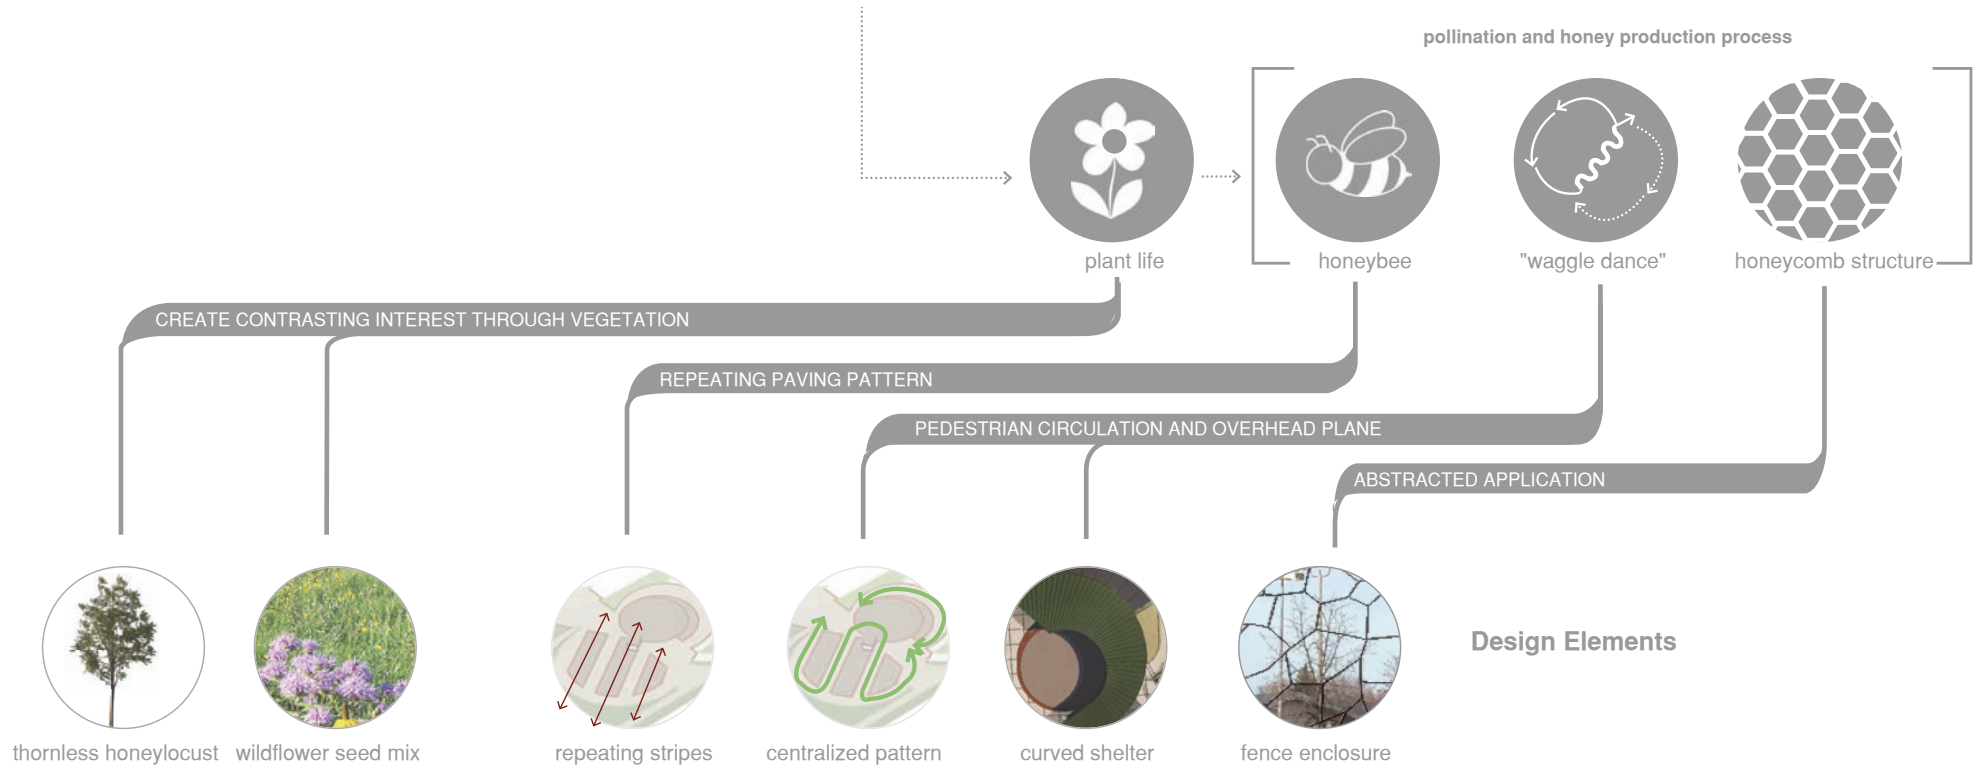 pollination and honey production process
plant life
honeybee
"waggle dance"
honeycomb structure
CREATE CONTRASTING INTEREST THROUGH VEGETATION
REPEATING PAVING PATTERN
PEDESTRIAN CIRCULATION AND OVERHEAD PLANE
ABSTRACTED APPLICATION
Design Elements
thornless honeylocust
wildflower seed mix
repeating stripes
centralized pattern
curved shelter
fence enclosure